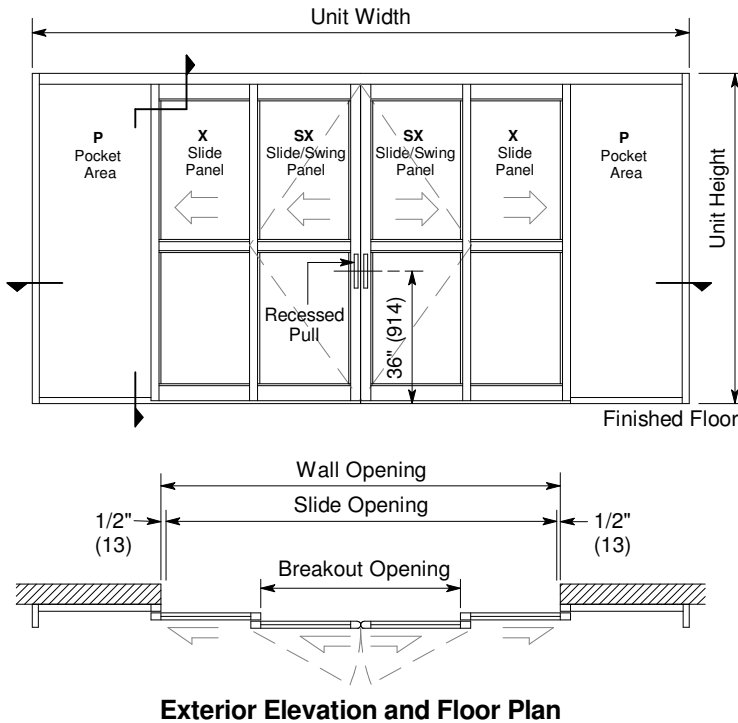 Unit Width
P
Pocket
Area
X
Slide
Panel
SX
Slide/Swing
Panel
SX
Slide/Swing
Panel
X
Slide
Panel
P
Pocket
Area
Unit Height
Recessed
Pull
36" (914)
Finished Floor
Wall Opening
Slide Opening
1/2"
(13)
1/2"
(13)
Breakout Opening
Exterior Elevation and Floor Plan